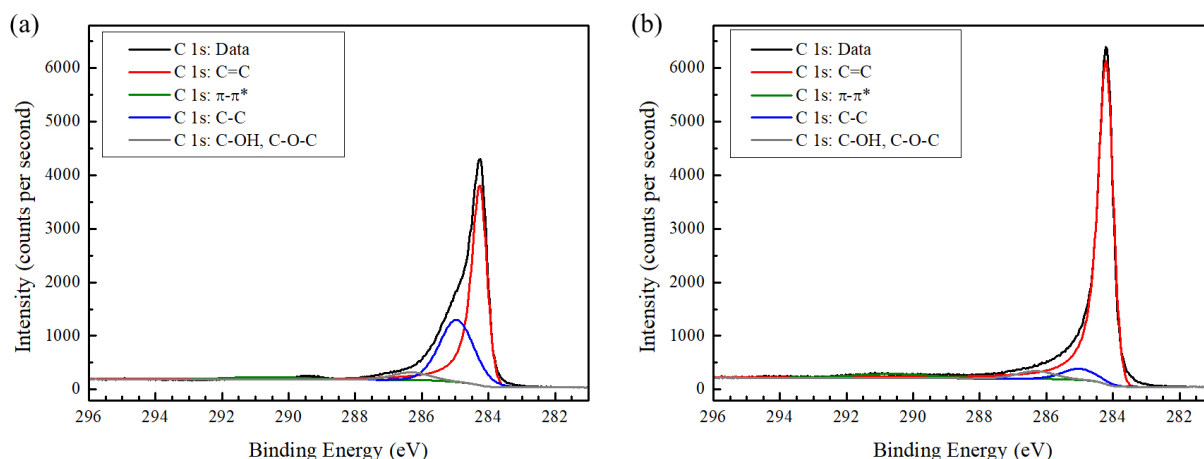 (a)
C 1s: Data
C 1s: C=C
C 1s: π-π*
C 1s: C-C
C 1s: C-OH, C-O-C
Intensity (counts per second)
6000
5000
4000
3000
2000
1000
0
296 294 292 290 288 286 284 282
Binding Energy (eV)
(b)
C 1s: Data
C 1s: C=C
C 1s: π-π*
C 1s: C-C
C 1s: C-OH, C-O-C
Intensity (counts per second)
6000
5000
4000
3000
2000
1000
0
296 294 292 290 288 286 284 282
Binding Energy (eV)